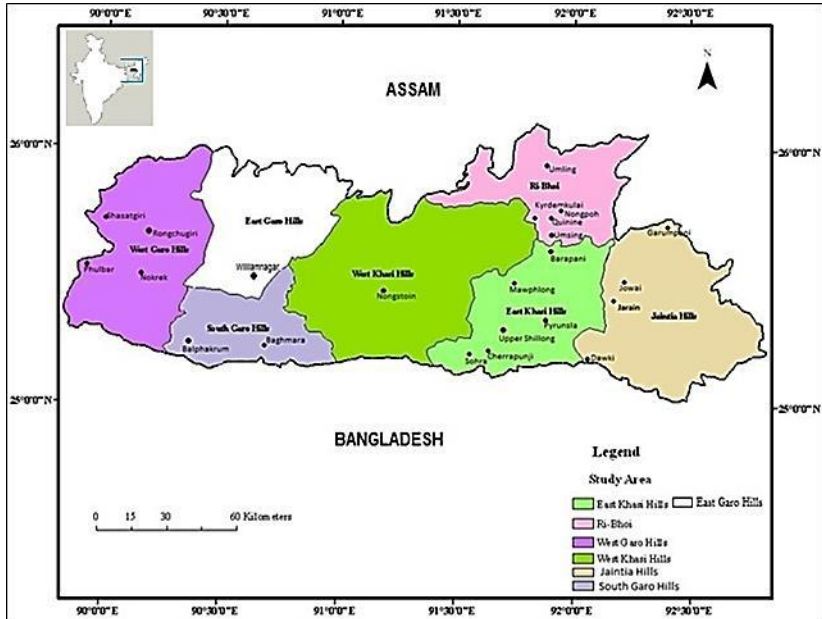 90°0'0"E 90°30'0"E 91°0'0"E 91°30'0"E 92°0'0"E 92°30'0"E
N
ASSAM
26°0'0"N 26°0'0"N
Umling
Ri-Bhoi
Kyrdemkulai
Nongpoh
Quinine
Umsing
Bhasatgiri
Rongchugiri
West Garo Hills
Phulbar
Nokrek
East Garo Hills
Williamnagar
West Khasi Hills
Nongstoin
South Garo Hills
Balphakrum
Baghmara
Barapani
Mawphlong
East Khasi Hills
Pyrunsla
Upper Shillong
Sohra
Cherrapunji
Garumpani
Jowai
Jarain
Jaintia Hills
Dawki
25°0'0"N 25°0'0"N
BANGLADESH
Legend
Study Area
East Khasi Hills East Garo Hills
Ri-Bhoi
West Garo Hills
West Khasi Hills
Jaintia Hills
South Garo Hills
0 15 30 60 Kilometers
90°0'0"E 90°30'0"E 91°0'0"E 91°30'0"E 92°0'0"E 92°30'0"E